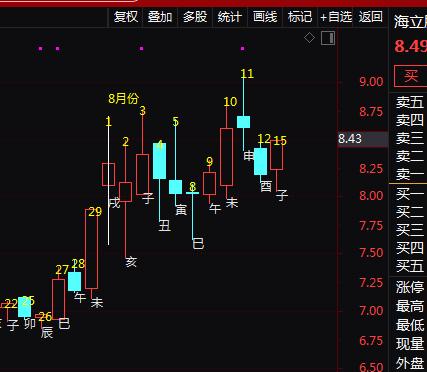 复权 叠加 多股 统计 画线 标记 +自选 返回
海立
8.49
买
卖五
卖四
卖三
卖二
卖一
买一
买二
买三
买四
买五
涨停
最高
最低
现量
外盘
9.00
8.75
8.43
8.25
8.00
7.75
7.50
7.25
7.00
6.75
6.50
8月份
1 2 3 4 5 8 9 10 11 12 15
戌 亥 子 丑 寅 巳 午 未 申 酉 子
22 25 26 27 28 29
子 卯 辰 巳 午 未